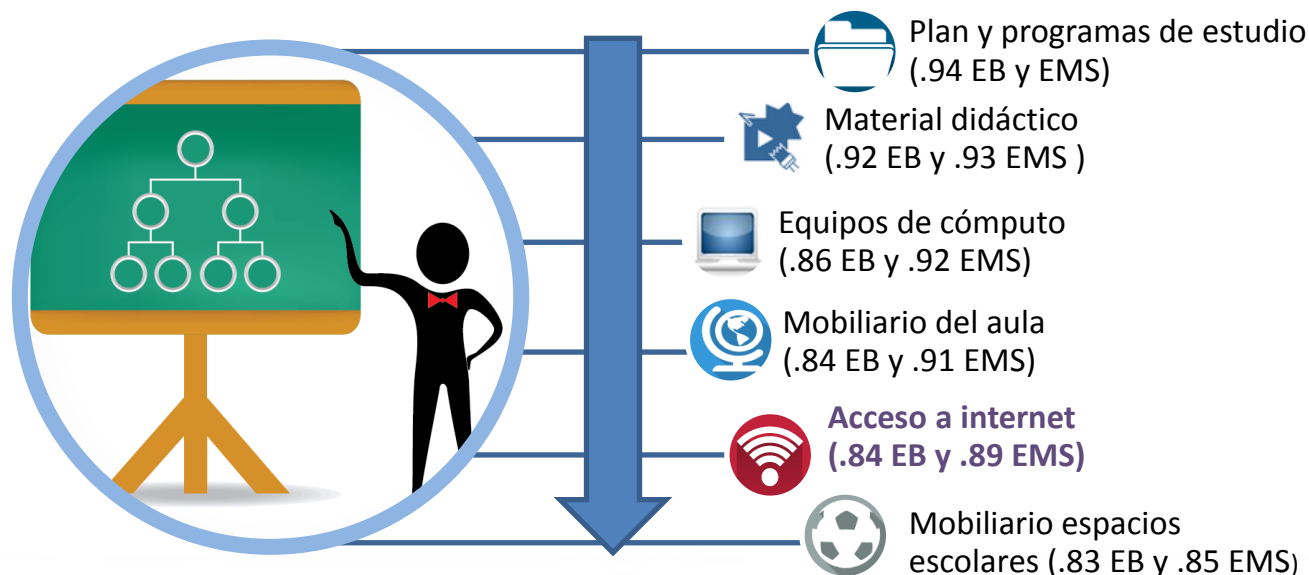 Plan y programas de estudio
(.94 EB y EMS)
Material didáctico
(.92 EB y .93 EMS )
Equipos de cómputo
(.86 EB y .92 EMS)
Mobiliario del aula
(.84 EB y .91 EMS)
Acceso a internet
(.84 EB y .89 EMS)
Mobiliario espacios
escolares (.83 EB y .85 EMS)